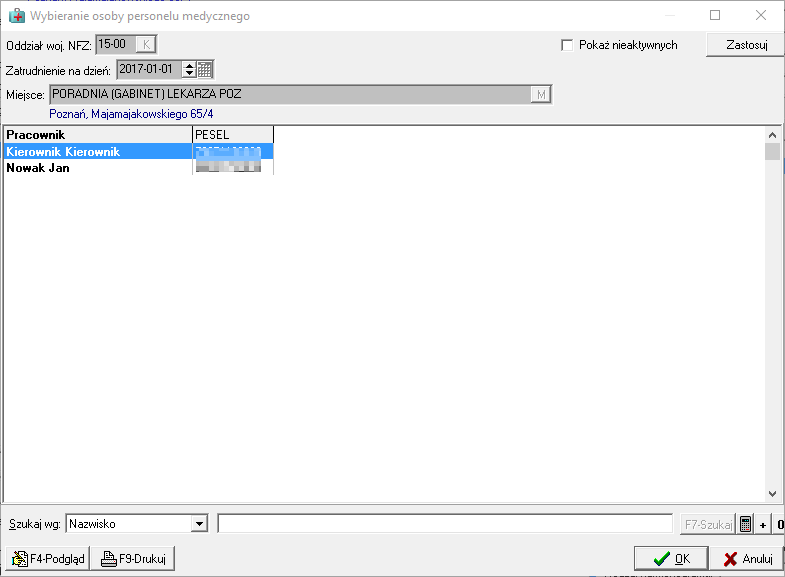 Wybieranie osoby personelu medycznego
Oddział woj. NFZ: 15-00 K Pokaż nieaktywnych Zastosuj
Zatrudnienie na dzień: 2017-01-01
Miejsce: PORADNIA (GABINET) LEKARZA POZ M
Poznań, Majamajakowskiego 65/4
Pracownik PESEL
Kierownik Kierownik
Nowak Jan
Szukaj wg: Nazwisko F7-Szukaj + 0
F4-Podgląd F9-Drukuj OK Anuluj